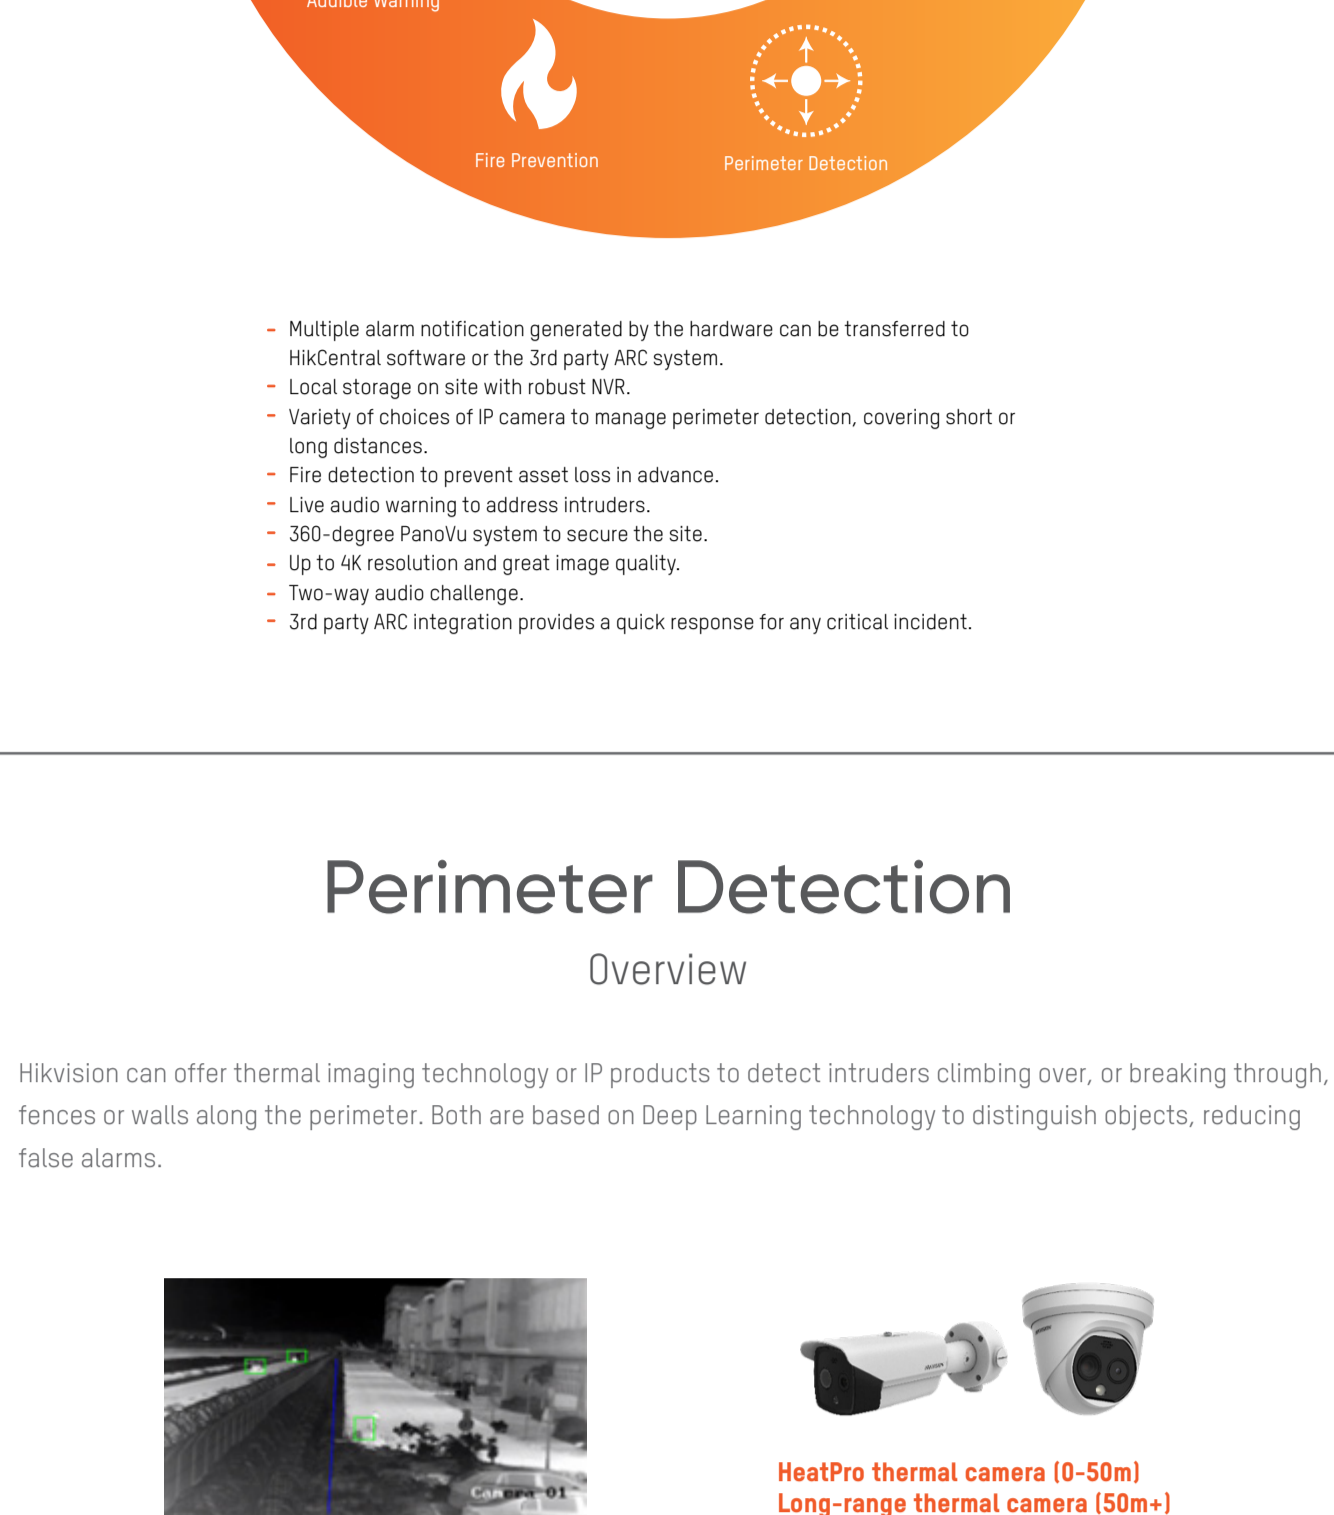 Audible Warning
Fire Prevention
Perimeter Detection
- Multiple alarm notification generated by the hardware can be transferred to
HikCentral software or the 3rd party ARC system.
- Local storage on site with robust NVR.
- Variety of choices of IP camera to manage perimeter detection, covering short or
long distances.
- Fire detection to prevent asset loss in advance.
- Live audio warning to address intruders.
- 360-degree PanoVu system to secure the site.
- Up to 4K resolution and great image quality.
- Two-way audio challenge.
- 3rd party ARC integration provides a quick response for any critical incident.
Perimeter Detection
Overview
Hikvision can offer thermal imaging technology or IP products to detect intruders climbing over, or breaking through,
fences or walls along the perimeter. Both are based on Deep Learning technology to distinguish objects, reducing
false alarms.
Camera 01
HIKVISION
HIKVISION
HeatPro thermal camera (0-50m)
Long-range thermal camera (50m+)